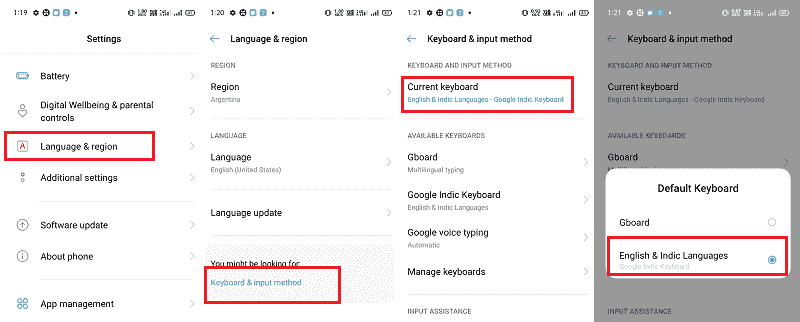 1:19
Settings
Battery
Digital Wellbeing & parental
controls
Language & region
Additional settings
Software update
About phone
App management
1:20
Language & region
REGION
Region
Argentina
LANGUAGE
Language
English (United States)
Language update
You might be looking for:
Keyboard & input method
1:21
Keyboard & input method
KEYBOARD AND INPUT METHOD
Current keyboard
English & Indic Languages - Google Indic Keyboard
AVAILABLE KEYBOARDS
Gboard
Multilingual typing
Google Indic Keyboard
English & Indic Languages
Google voice typing
Automatic
Manage keyboards
INPUT ASSISTANCE
1:21
Keyboard & input method
KEYBOARD AND INPUT METHOD
Current keyboard
English & Indic Languages - Google Indic Keyboard
AVAILABLE KEYBOARDS
Gboard
Default Keyboard
Gboard
English & Indic Languages
Google Indic Keyboard
INPUT ASSISTANCE